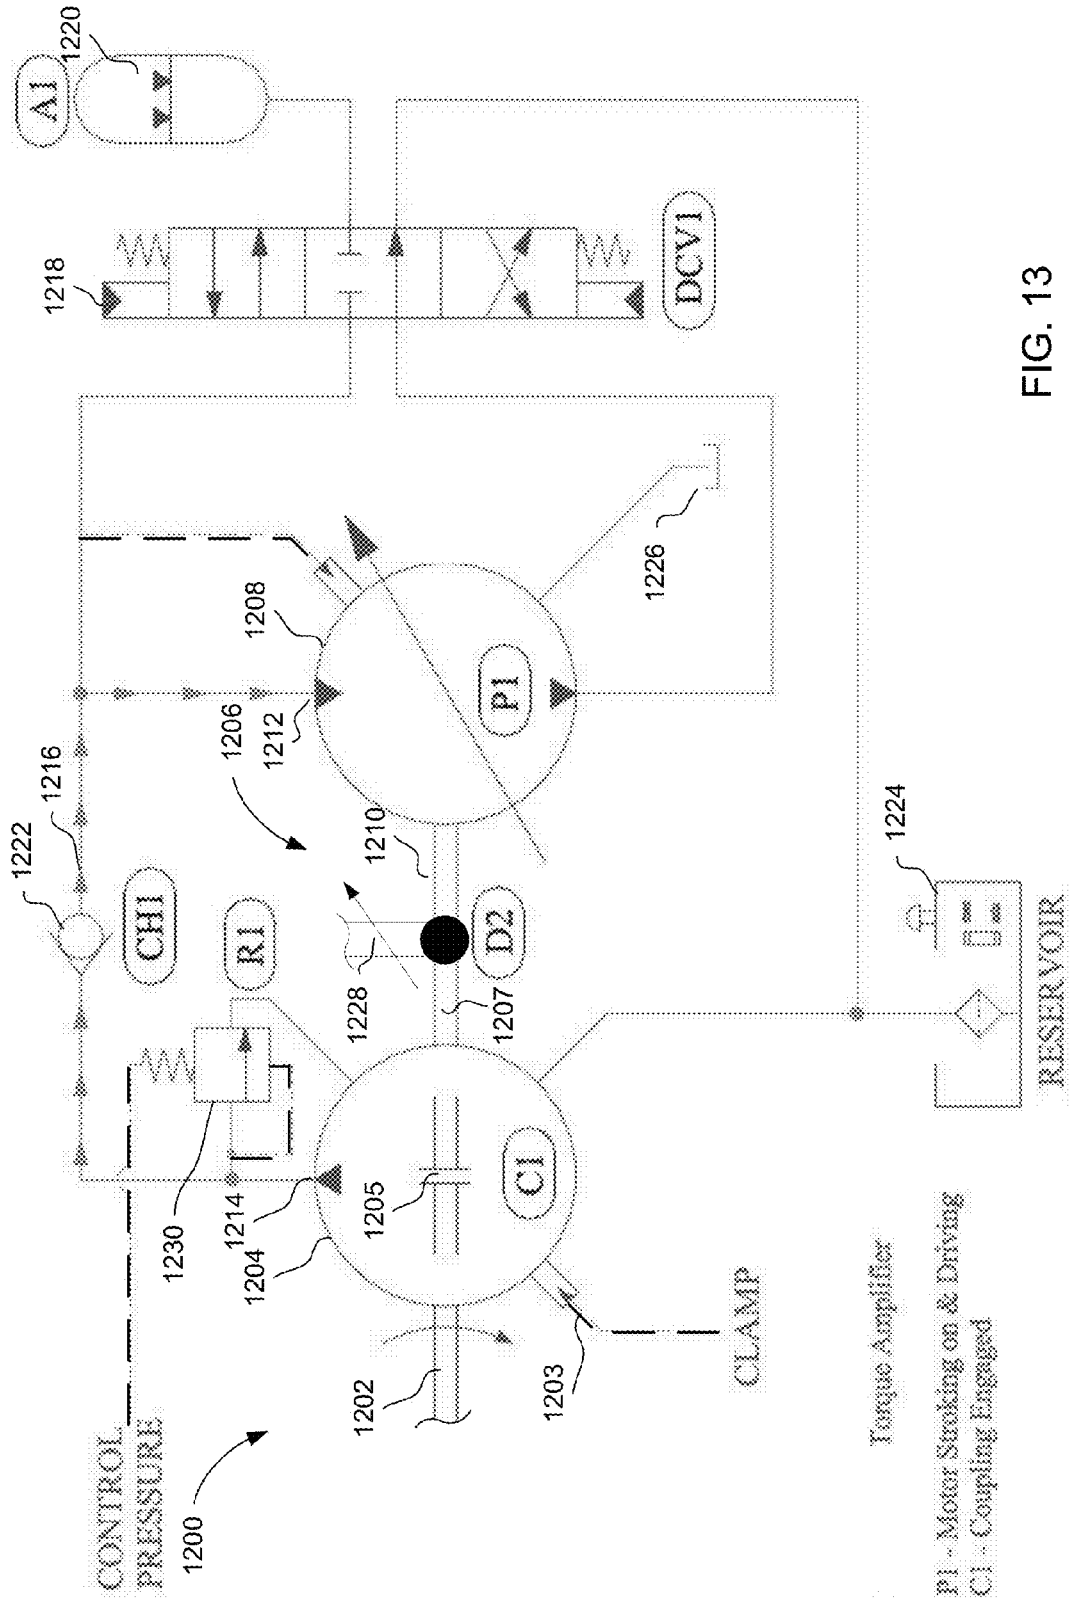 CONTROL
PRESSURE
1200
1230
1214
1204
R1
CH1
1222
1216
1206
1212
1208
1218
A1
1220
1202
1205
C1
1203
CLAMP
1228
1207
D2
1210
P1
1226
DCV1
1224
RESERVOIR
Torque Amplifier
P1 - Motor Stroking on & Driving
C1 - Coupling Engaged
FIG. 13